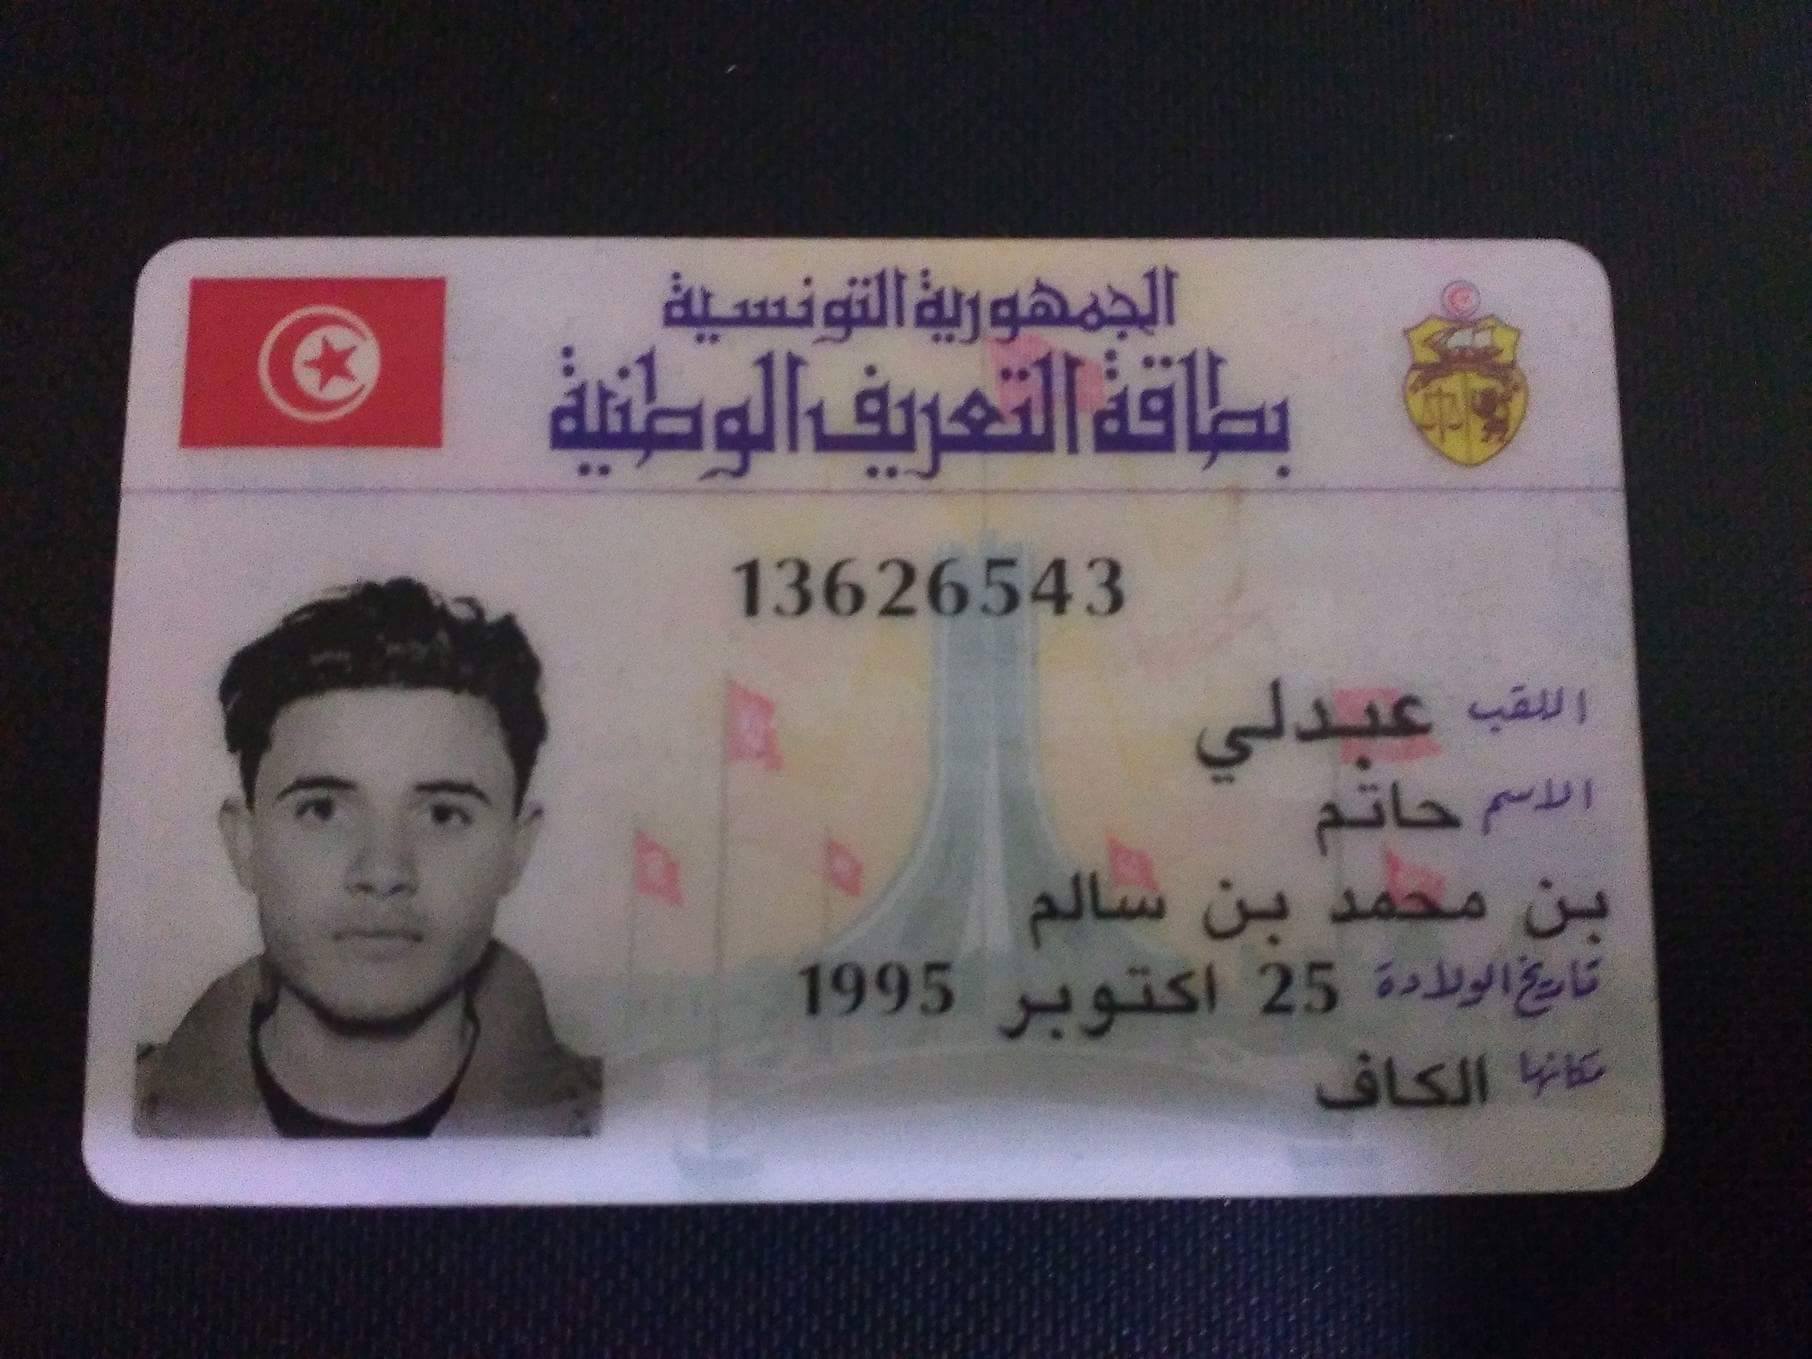 الجمهورية التونسية
بطاقة التعريف الوطنية
13626543
اللقب عبدلي
الاسم حاتم
بن محمد بن سالم
تاريخ الولادة 25 اكتوبر 1995
مكانها الكاف